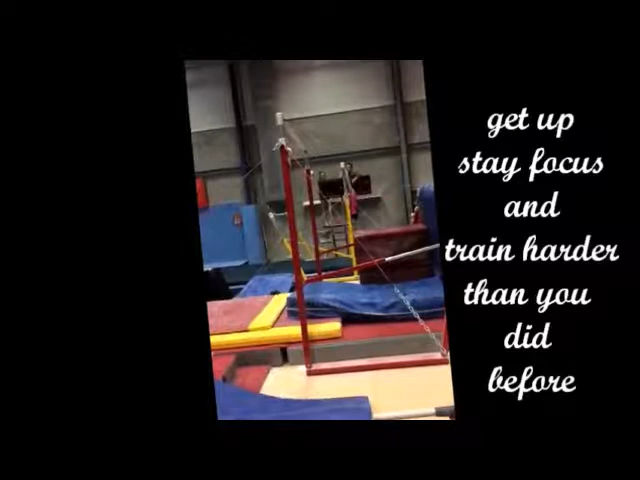 get up
stay focus
and
train harder
than you
did
before